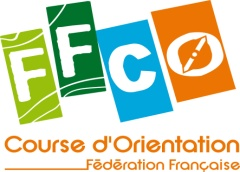 FFCO
Course d'Orientation
Fédération Française